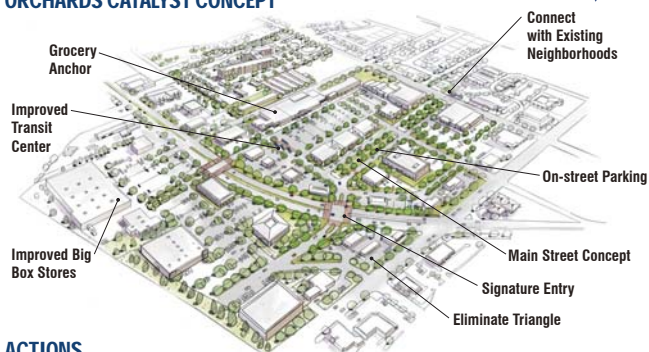 ORCHARDS CATALYST CONCEPT
Connect
with Existing
Neighborhoods
Grocery
Anchor
Improved
Transit
Center
On-street Parking
Improved Big
Box Stores
Main Street Concept
Signature Entry
Eliminate Triangle
ACTIONS